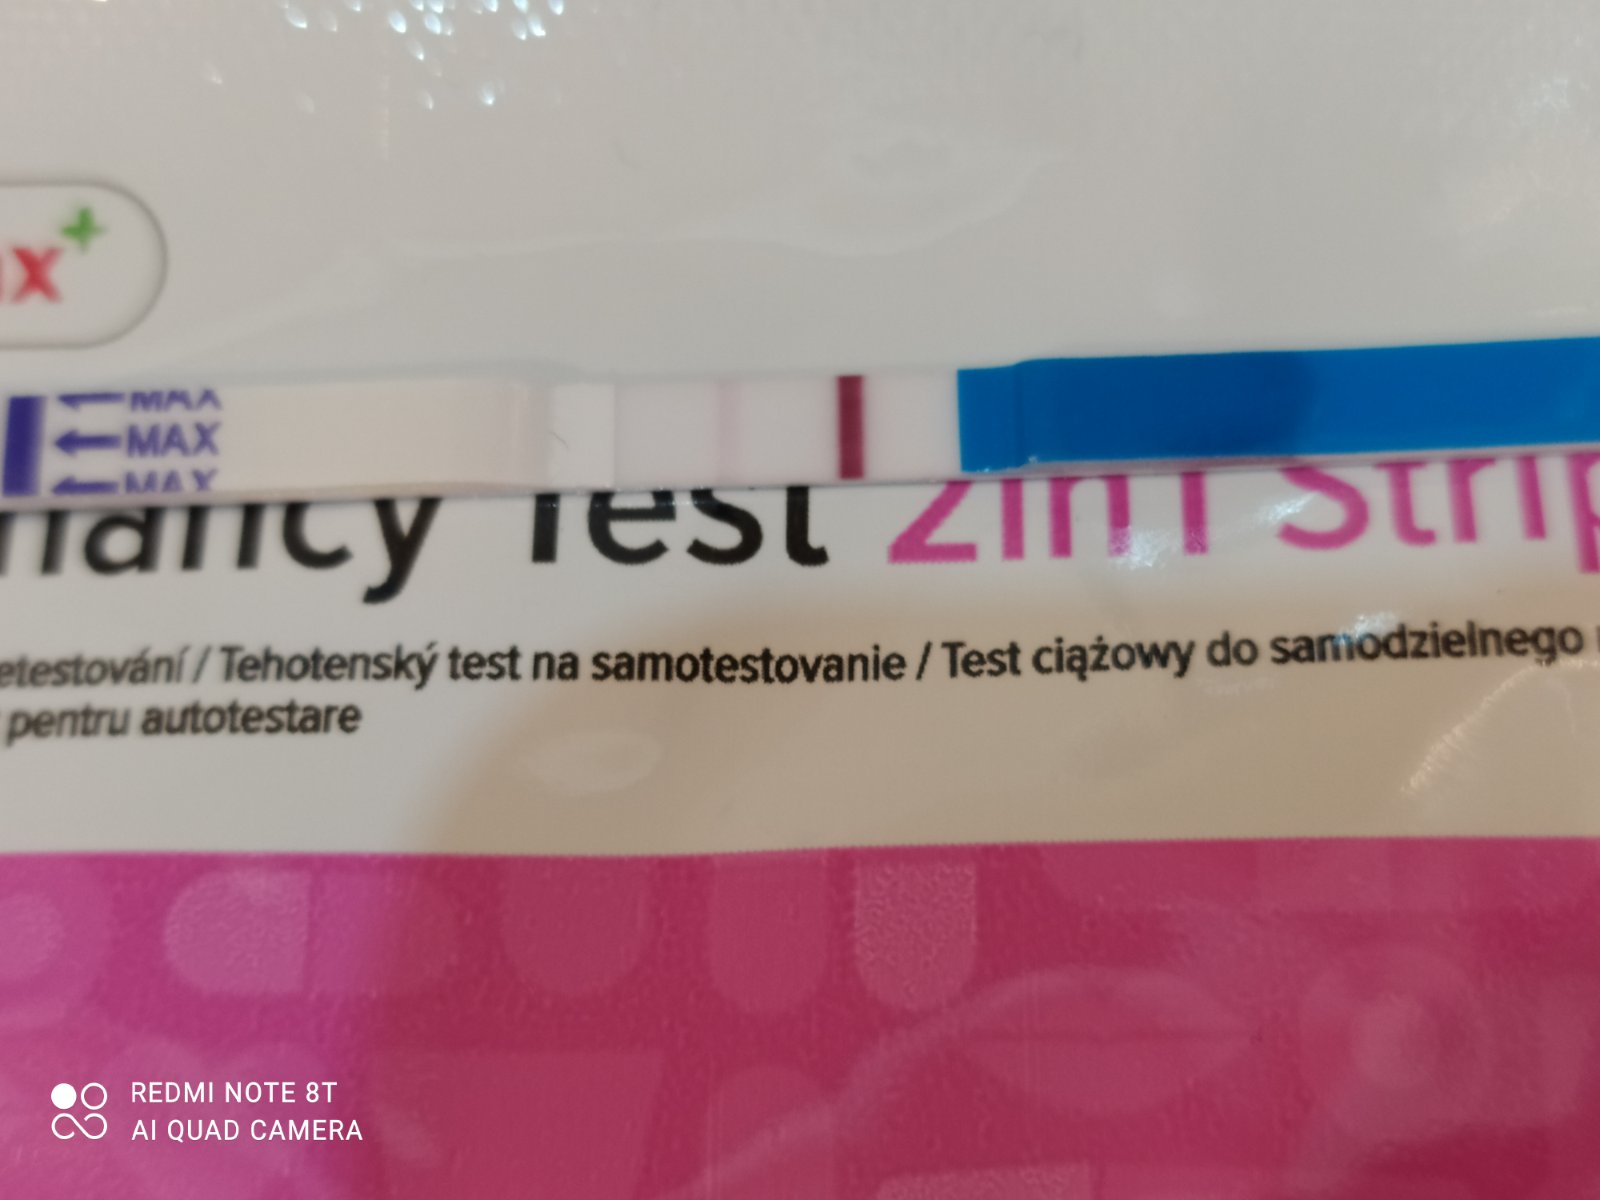 MAX
MAX
MAX
Test 2in1 Strip
/ Tehotenský test na samotestovanie / Test ciążowy do samodzielnego
pentru autotestare
REDMI NOTE 8T
AI QUAD CAMERA